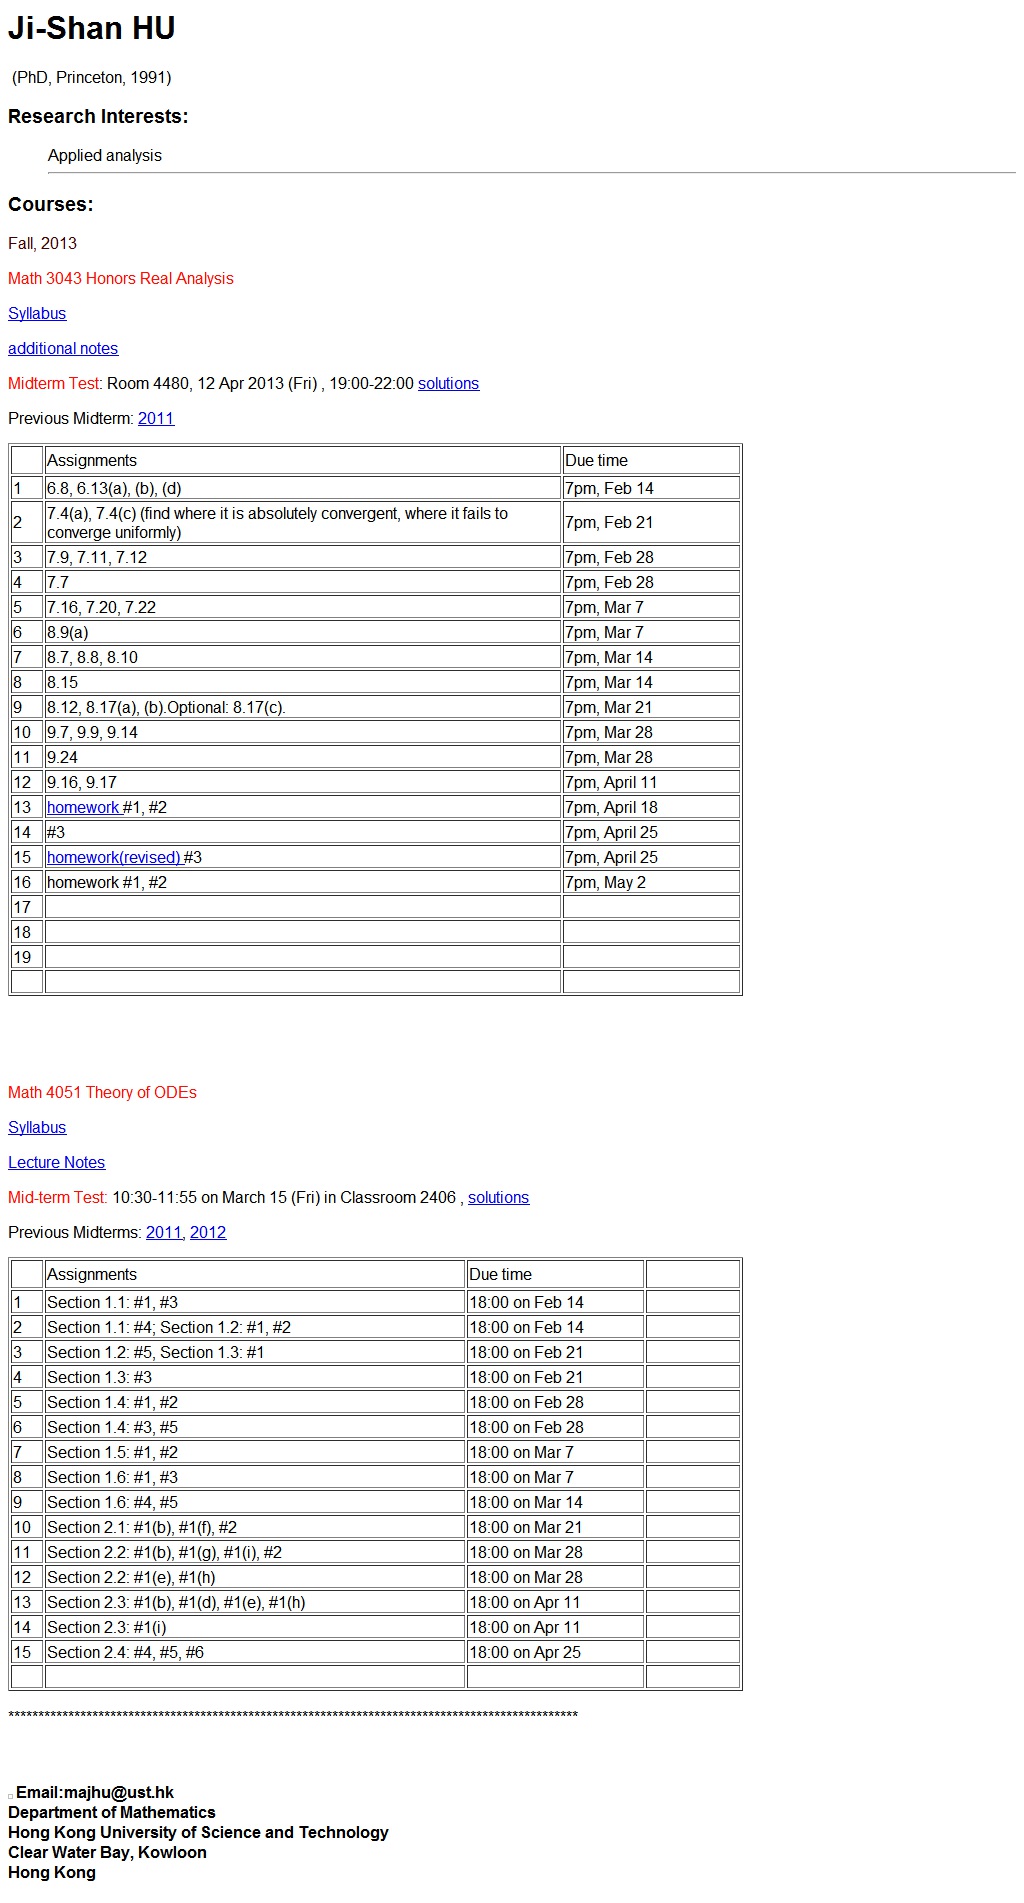 Ji-Shan HU
(PhD, Princeton, 1991)
Research Interests:
Applied analysis
Courses:
Fall, 2013
Math 3043 Honors Real Analysis
Syllabus
additional notes
Midterm Test: Room 4480, 12 Apr 2013 (Fri) , 19:00-22:00 solutions
Previous Midterm: 2011
Assignments Due time
1 6.8, 6.13(a), (b), (d) 7pm, Feb 14
2 7.4(a), 7.4(c) (find where it is absolutely convergent, where it fails to
converge uniformly) 7pm, Feb 21
3 7.9, 7.11, 7.12 7pm, Feb 28
4 7.7 7pm, Feb 28
5 7.16, 7.20, 7.22 7pm, Mar 7
6 8.9(a) 7pm, Mar 7
7 8.7, 8.8, 8.10 7pm, Mar 14
8 8.15 7pm, Mar 14
9 8.12, 8.17(a), (b).Optional: 8.17(c). 7pm, Mar 21
10 9.7, 9.9, 9.14 7pm, Mar 28
11 9.24 7pm, Mar 28
12 9.16, 9.17 7pm, April 11
13 homework #1, #2 7pm, April 18
14 #3 7pm, April 25
15 homework(revised) #3 7pm, April 25
16 homework #1, #2 7pm, May 2
17
18
19
Math 4051 Theory of ODEs
Syllabus
Lecture Notes
Mid-term Test: 10:30-11:55 on March 15 (Fri) in Classroom 2406 , solutions
Previous Midterms: 2011, 2012
Assignments Due time
1 Section 1.1: #1, #3 18:00 on Feb 14
2 Section 1.1: #4; Section 1.2: #1, #2 18:00 on Feb 14
3 Section 1.2: #5, Section 1.3: #1 18:00 on Feb 21
4 Section 1.3: #3 18:00 on Feb 21
5 Section 1.4: #1, #2 18:00 on Feb 28
6 Section 1.4: #3, #5 18:00 on Feb 28
7 Section 1.5: #1, #2 18:00 on Mar 7
8 Section 1.6: #1, #3 18:00 on Mar 7
9 Section 1.6: #4, #5 18:00 on Mar 14
10 Section 2.1: #1(b), #1(f), #2 18:00 on Mar 21
11 Section 2.2: #1(b), #1(g), #1(i), #2 18:00 on Mar 28
12 Section 2.2: #1(e), #1(h) 18:00 on Mar 28
13 Section 2.3: #1(b), #1(d), #1(e), #1(h) 18:00 on Apr 11
14 Section 2.3: #1(i) 18:00 on Apr 11
15 Section 2.4: #4, #5, #6 18:00 on Apr 25
***********************************************************************************************
Email:majhu@ust.hk
Department of Mathematics
Hong Kong University of Science and Technology
Clear Water Bay, Kowloon
Hong Kong